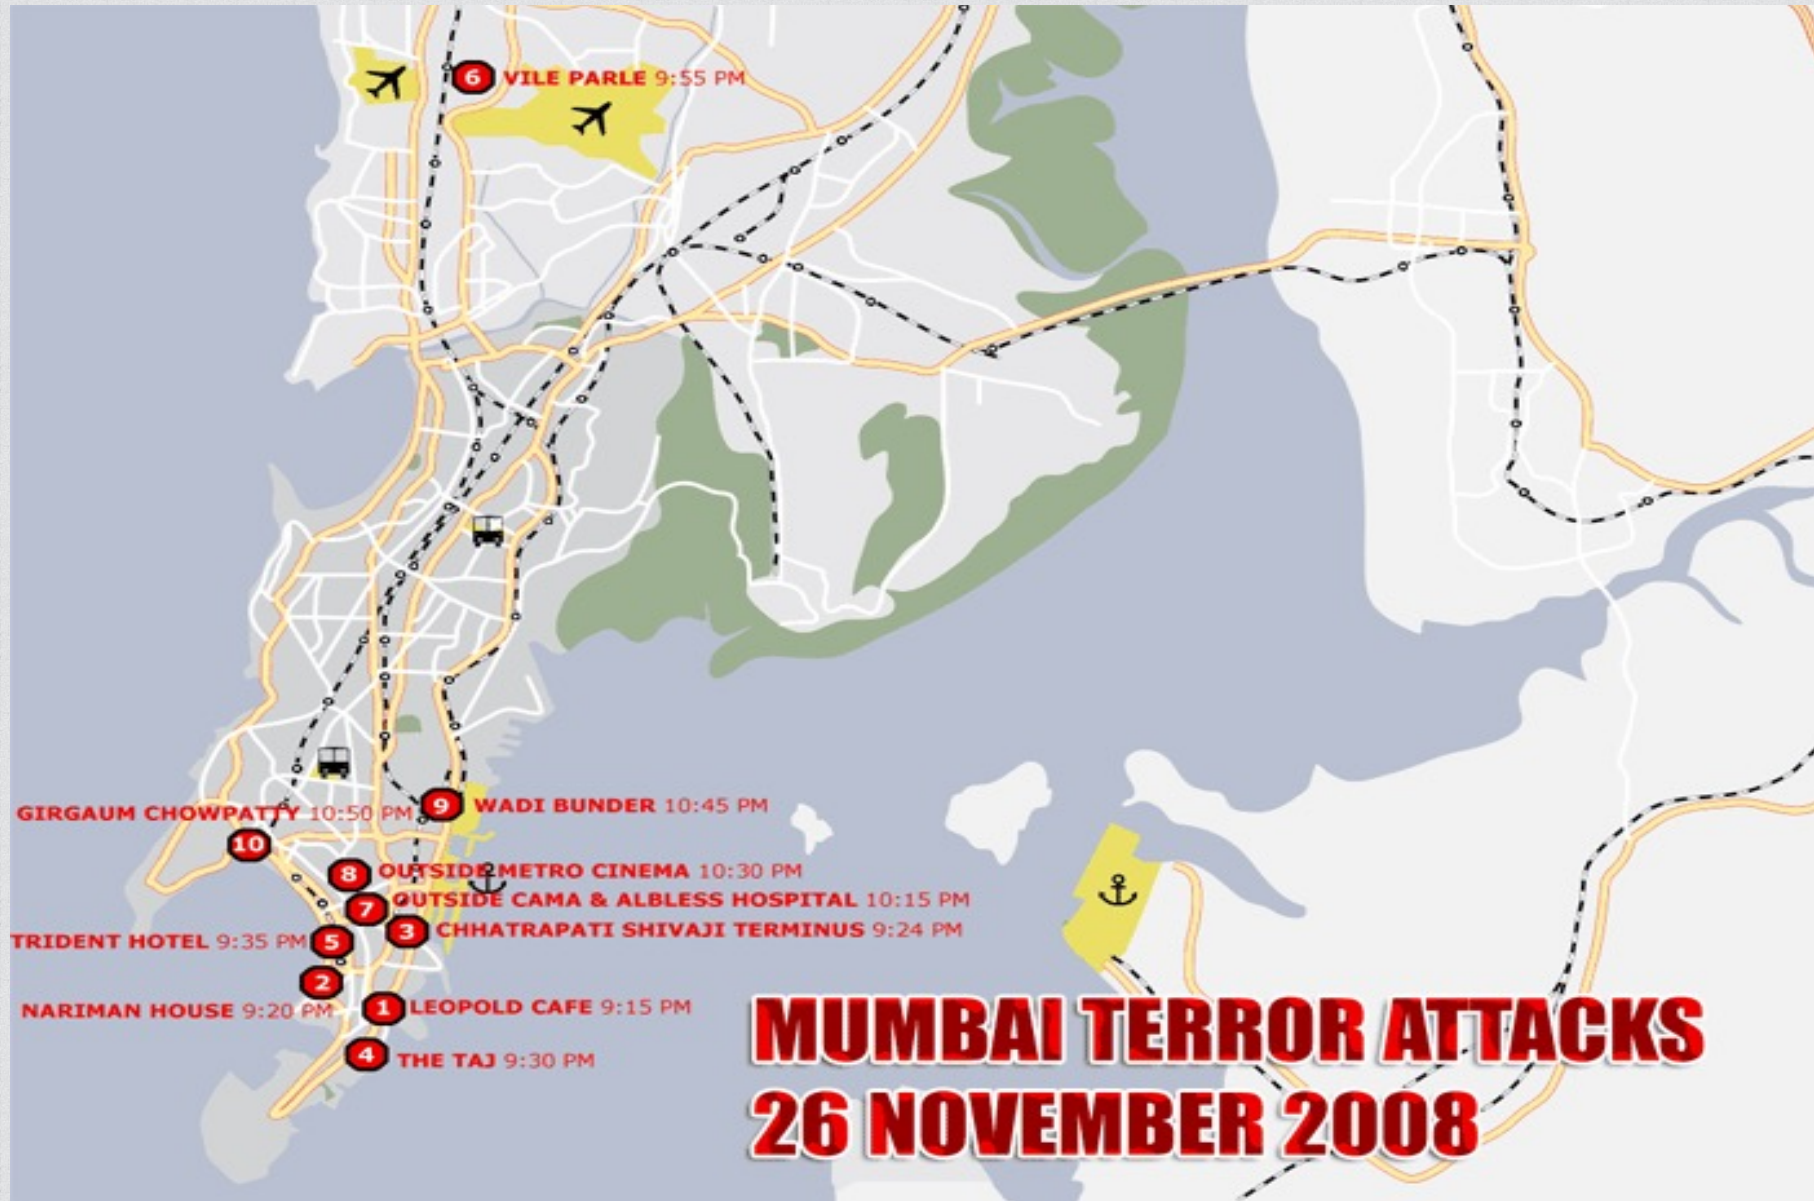 6 VILE PARLE 9:55 PM
GIRGAUM CHOWPATTY 10:50 PM
9 WADI BUNDER 10:45 PM
10
8 OUTSIDE METRO CINEMA 10:30 PM
7 OUTSIDE CAMA & ALBLESS HOSPITAL 10:15 PM
3 CHHATRAPATI SHIVAJI TERMINUS 9:24 PM
TRIDENT HOTEL 9:35 PM 5
2
NARIMAN HOUSE 9:20 PM
1 LEOPOLD CAFE 9:15 PM
4 THE TAJ 9:30 PM
MUMBAI TERROR ATTACKS
26 NOVEMBER 2008